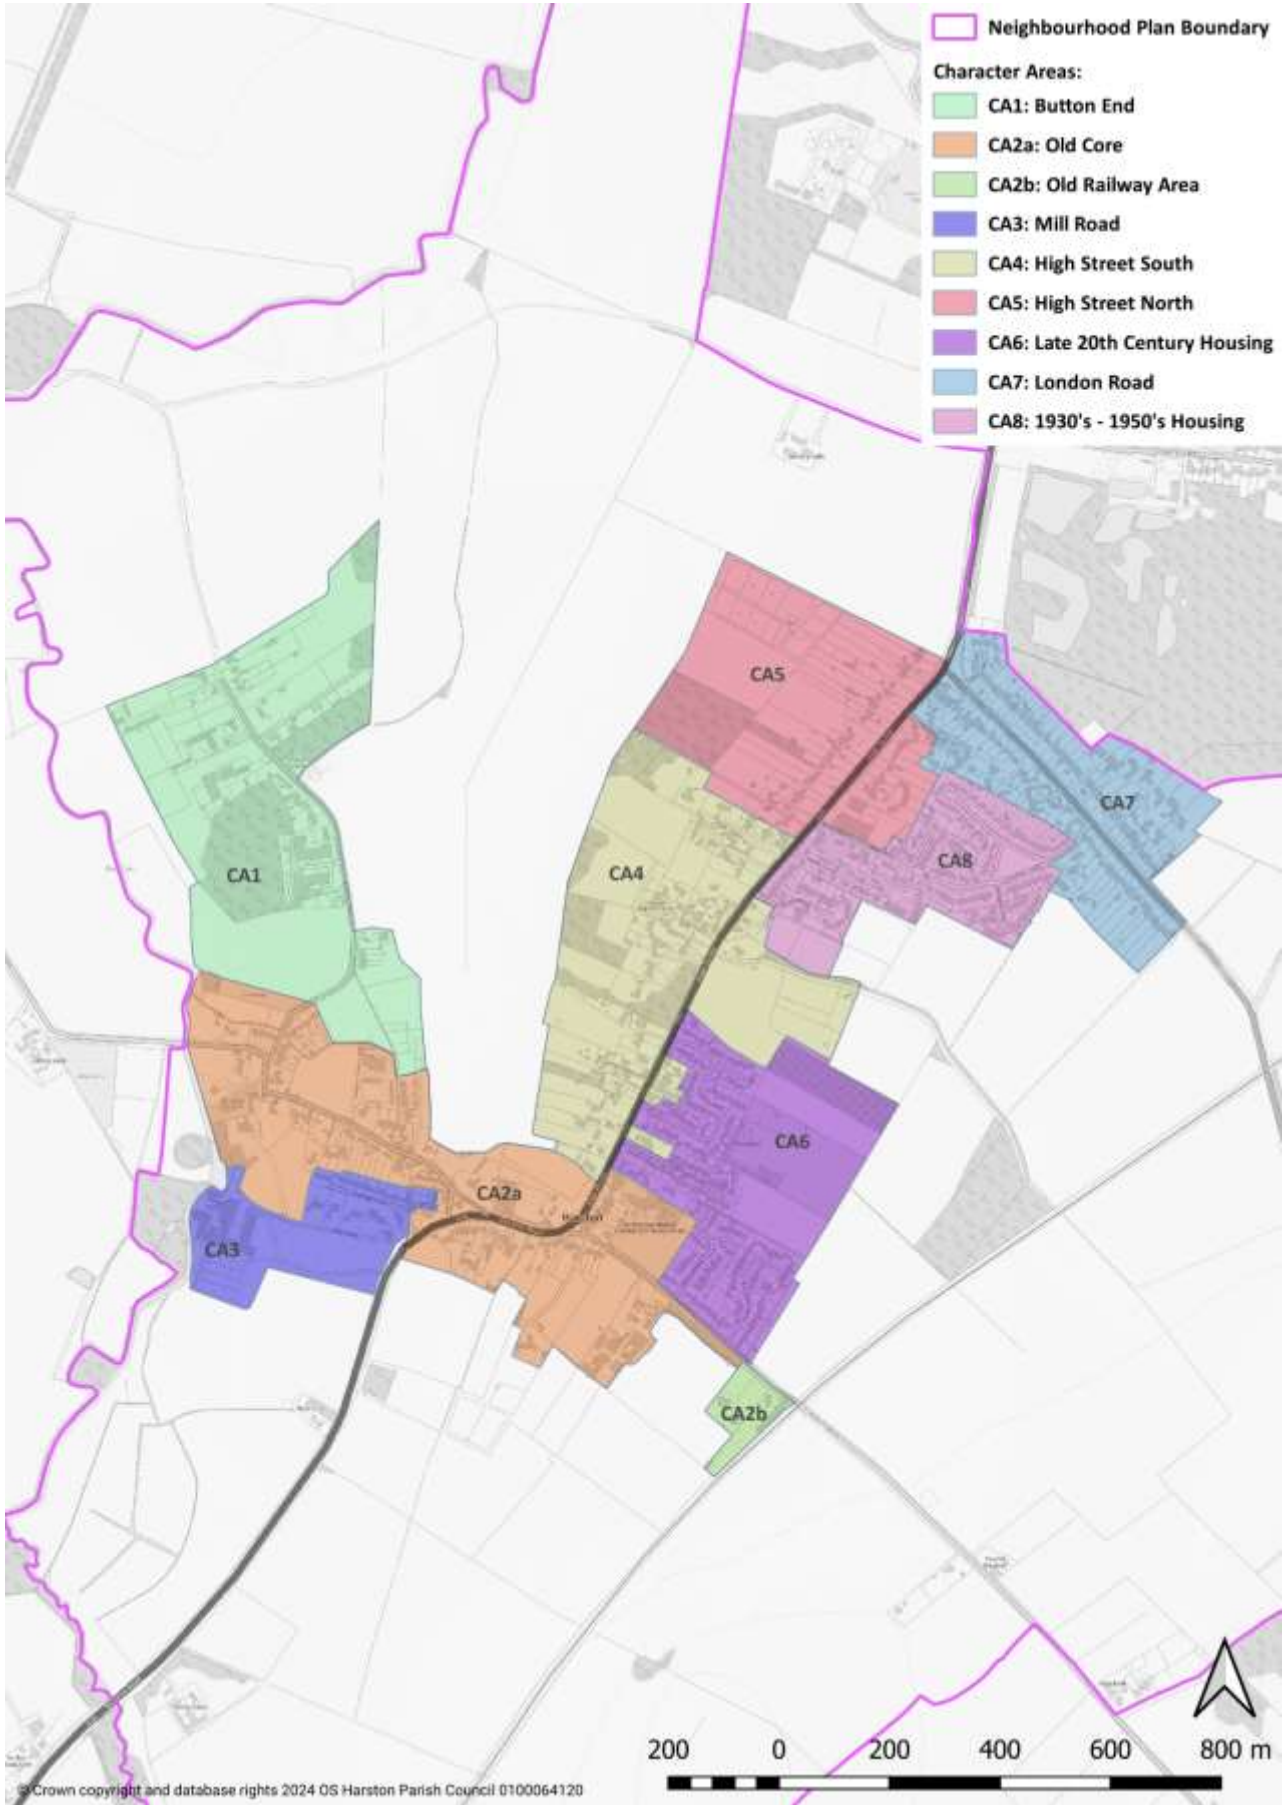 Neighbourhood Plan Boundary
Character Areas:
CA1: Button End
CA2a: Old Core
CA2b: Old Railway Area
CA3: Mill Road
CA4: High Street South
CA5: High Street North
CA6: Late 20th Century Housing
CA7: London Road
CA8: 1930's - 1950's Housing
CA5
CA7
CA8
CA4
CA1
CA6
CA2a
CA3
CA2b
200 0 200 400 600 800 m
© Crown copyright and database rights 2024 OS Harston Parish Council 0100064120